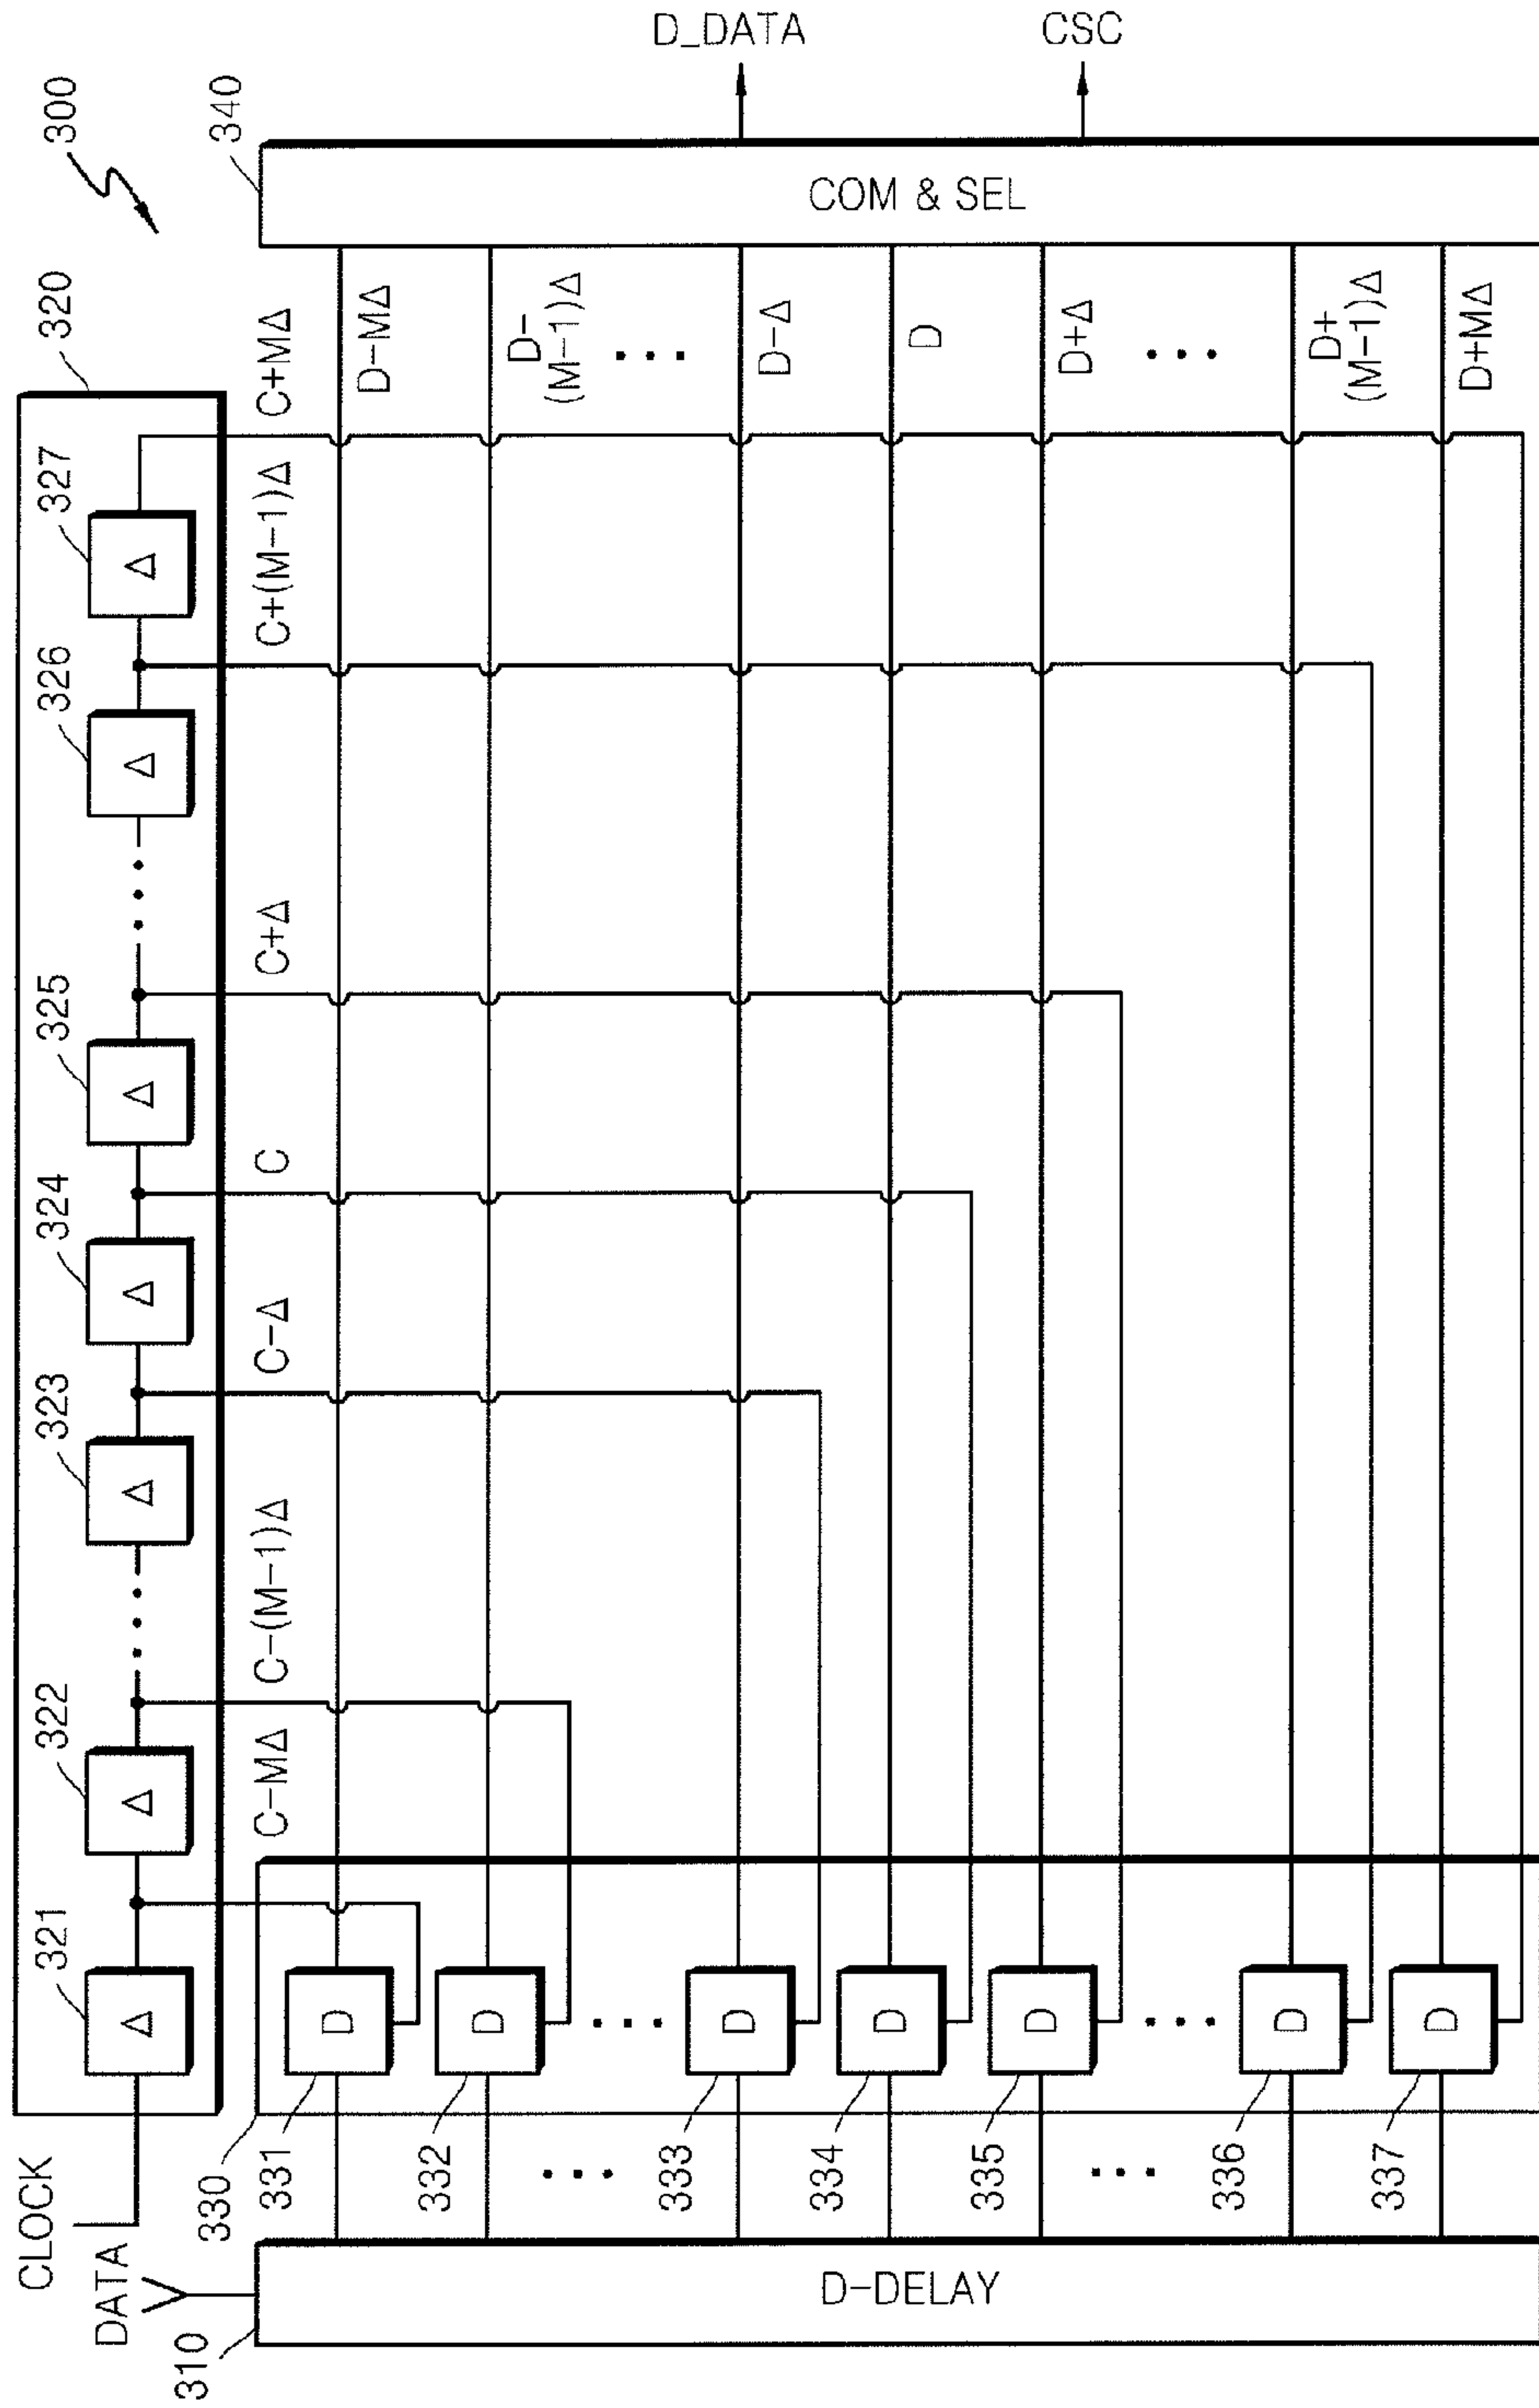 300
320
321
322
323
324
325
326
327
Δ
Δ
Δ
Δ
Δ
Δ
Δ
CLOCK
DATA
310
D-DELAY
330
331
332
333
334
335
336
337
D
D
D
D
D
D
D
C-MΔ
C-(M-1)Δ
C-Δ
C
C+Δ
C+(M-1)Δ
C+MΔ
D-MΔ
D-
(M-1)Δ
D-Δ
D
D+Δ
D+
(M-1)Δ
D+MΔ
340
COM & SEL
D_DATA
CSC